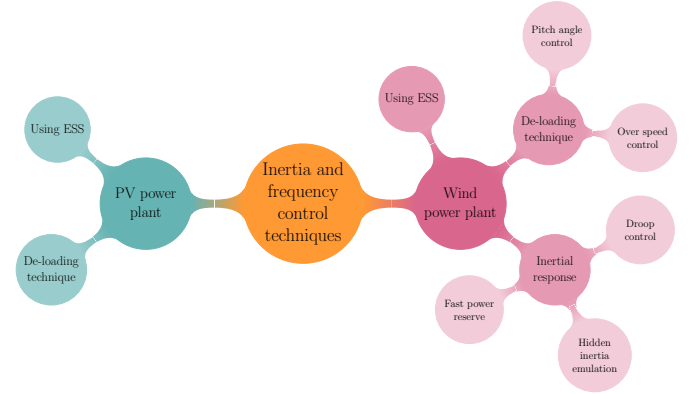 Inertia and
frequency
control
techniques
PV power
plant
Using ESS
De-loading
technique
Wind
power plant
Using ESS
De-loading
technique
Pitch angle
control
Over speed
control
Inertial
response
Droop
control
Hidden
inertia
emulation
Fast power
reserve